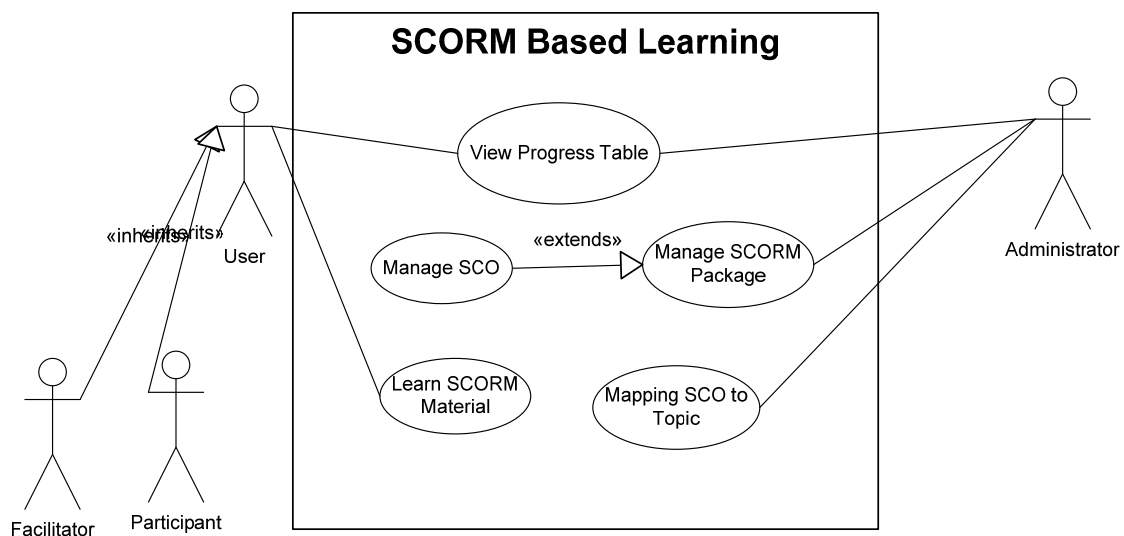 SCORM Based Learning
View Progress Table
«inherits»
«inherits»
User
«extends»
Manage SCO
Manage SCORM
Package
Administrator
Learn SCORM
Material
Mapping SCO to
Topic
Facilitator
Participant